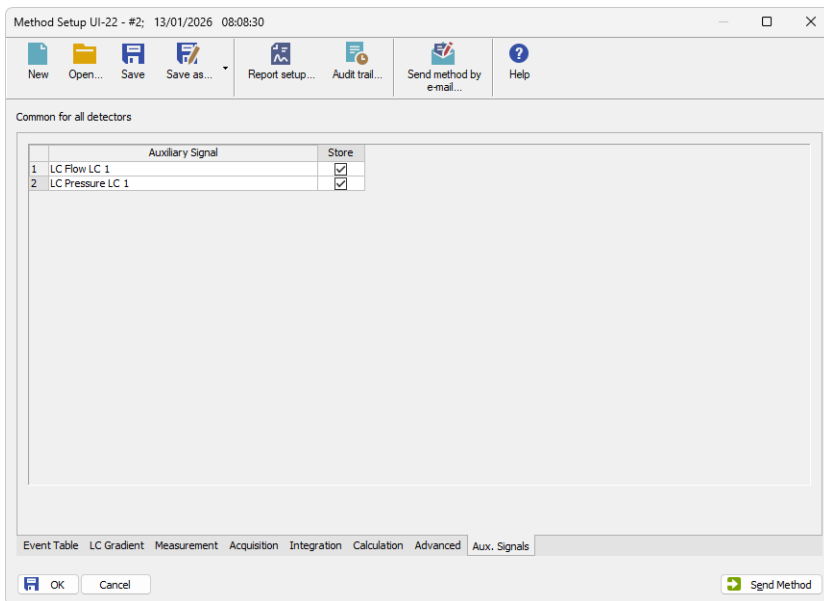 Method Setup UI-22 - #2;   13/01/2026   08:08:30
New Open... Save Save as... Report setup... Audit trail... Send method by e-mail... Help
Common for all detectors
Auxiliary Signal Store
1 LC Flow LC 1
2 LC Pressure LC 1
Event Table LC Gradient Measurement Acquisition Integration Calculation Advanced Aux. Signals
OK Cancel Send Method